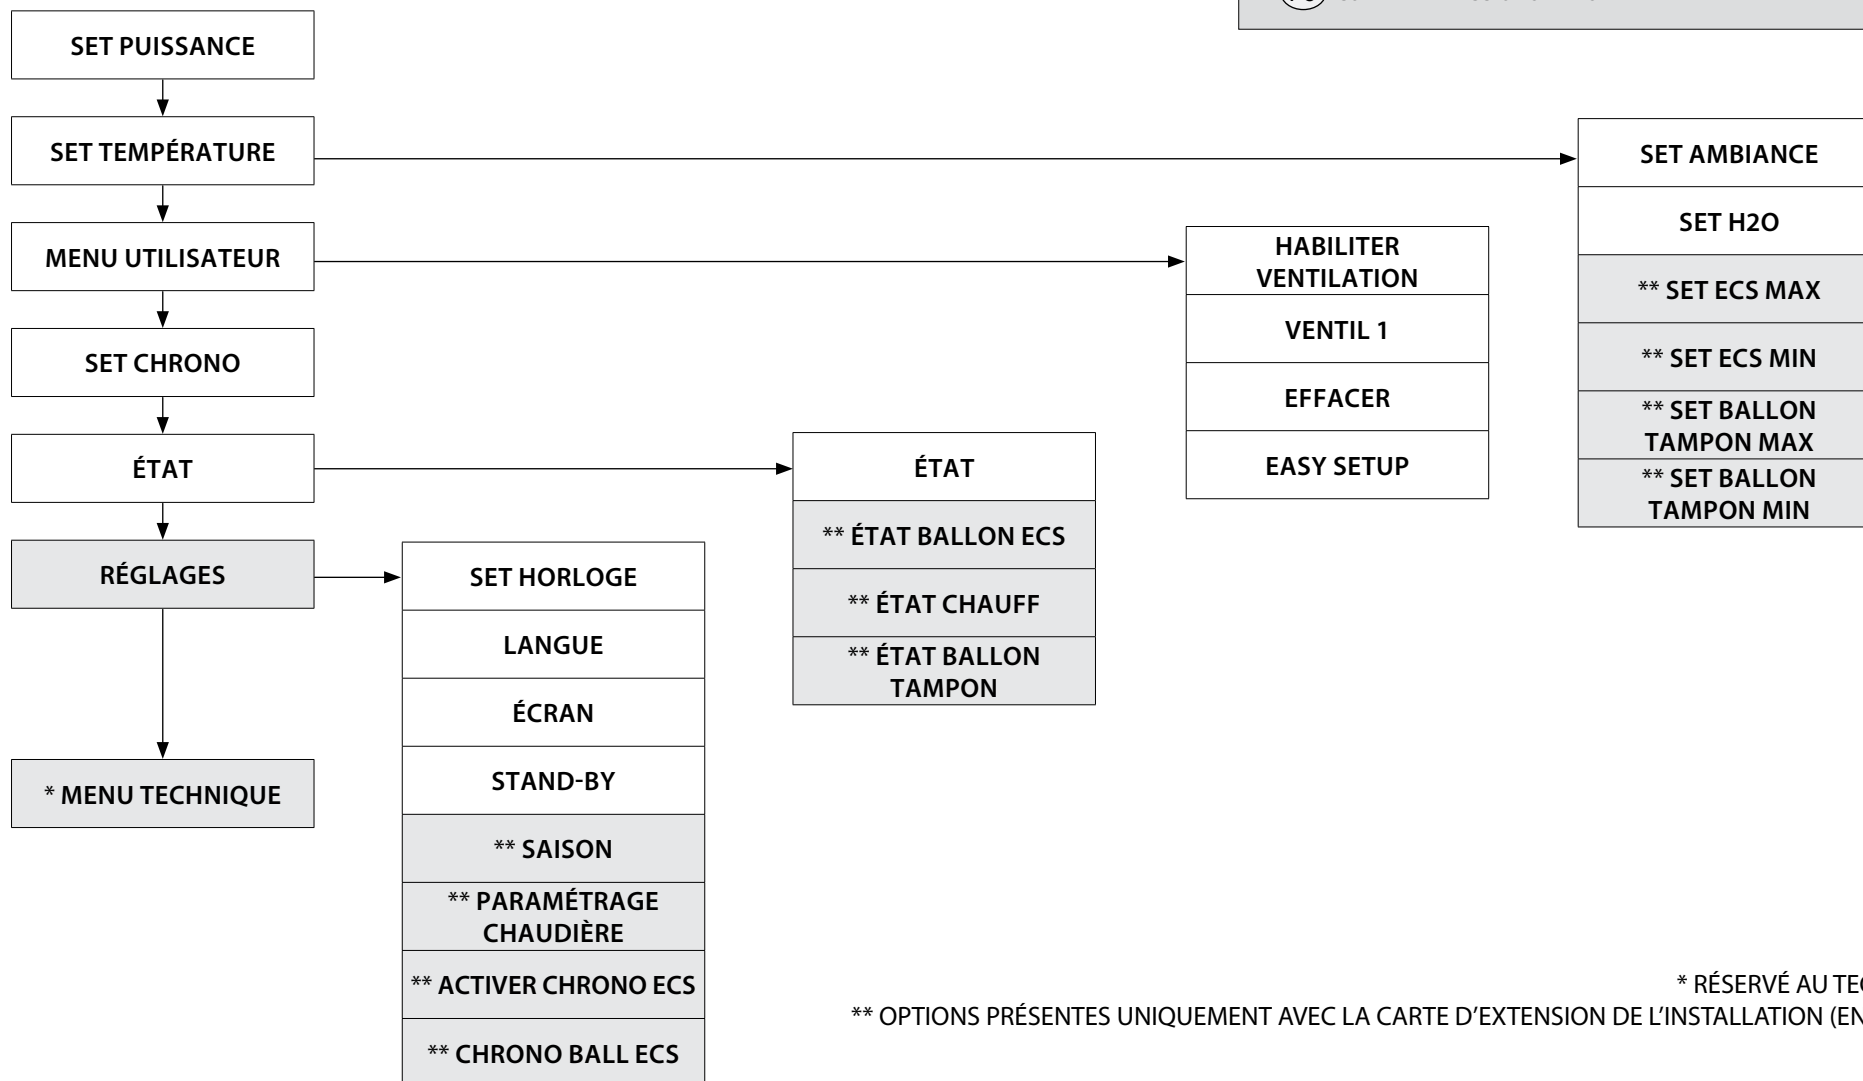 SET PUISSANCE
SET TEMPÉRATURE
MENU UTILISATEUR
SET CHRONO
ÉTAT
RÉGLAGES
* MENU TECHNIQUE
SET HORLOGE
LANGUE
ÉCRAN
STAND-BY
** SAISON
** PARAMÉTRAGE
CHAUDIÈRE
** ACTIVER CHRONO ECS
** CHRONO BALL ECS
ÉTAT
** ÉTAT BALLON ECS
** ÉTAT CHAUFF
** ÉTAT BALLON
TAMPON
HABILITER
VENTILATION
VENTIL 1
EFFACER
EASY SETUP
SET AMBIANCE
SET H2O
** SET ECS MAX
** SET ECS MIN
** SET BALLON
TAMPON MAX
** SET BALLON
TAMPON MIN
* RÉSERVÉ AU
** OPTIONS PRÉSENTES UNIQUEMENT AVEC LA CARTE D’EXTENSION DE L’INSTALLATION